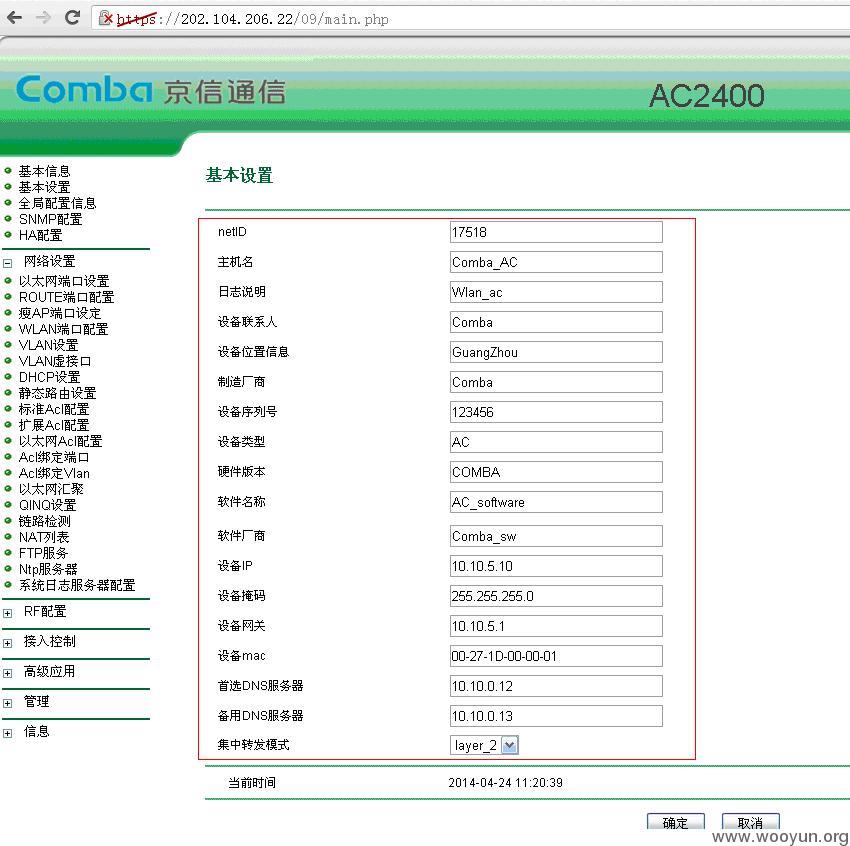 https://202.104.206.22/09/main.php
Comba 京信通信
AC2400
基本信息
基本设置
全局配置信息
SNMP配置
HA配置
网络设置
以太网端口设置
ROUTE端口配置
瘦AP端口设定
WLAN端口配置
VLAN设置
VLAN虚接口
DHCP设置
静态路由设置
标准Acl配置
扩展Acl配置
以太网Acl配置
Acl绑定端口
Acl绑定Vlan
以太网汇聚
QINQ设置
链路检测
NAT列表
FTP服务
Ntp服务器
系统日志服务器配置
RF配置
接入控制
高级应用
管理
信息
基本设置
netID 17518
主机名 Comba_AC
日志说明 Wlan_ac
设备联系人 Comba
设备位置信息 GuangZhou
制造厂商 Comba
设备序列号 123456
设备类型 AC
硬件版本 COMBA
软件名称 AC_software
软件厂商 Comba_sw
设备IP 10.10.5.10
设备掩码 255.255.255.0
设备网关 10.10.5.1
设备mac 00-27-1D-00-00-01
首选DNS服务器 10.10.0.12
备用DNS服务器 10.10.0.13
集中转发模式 layer_2
当前时间 2014-04-24 11:20:39
确定 取消
www.wooyun.org